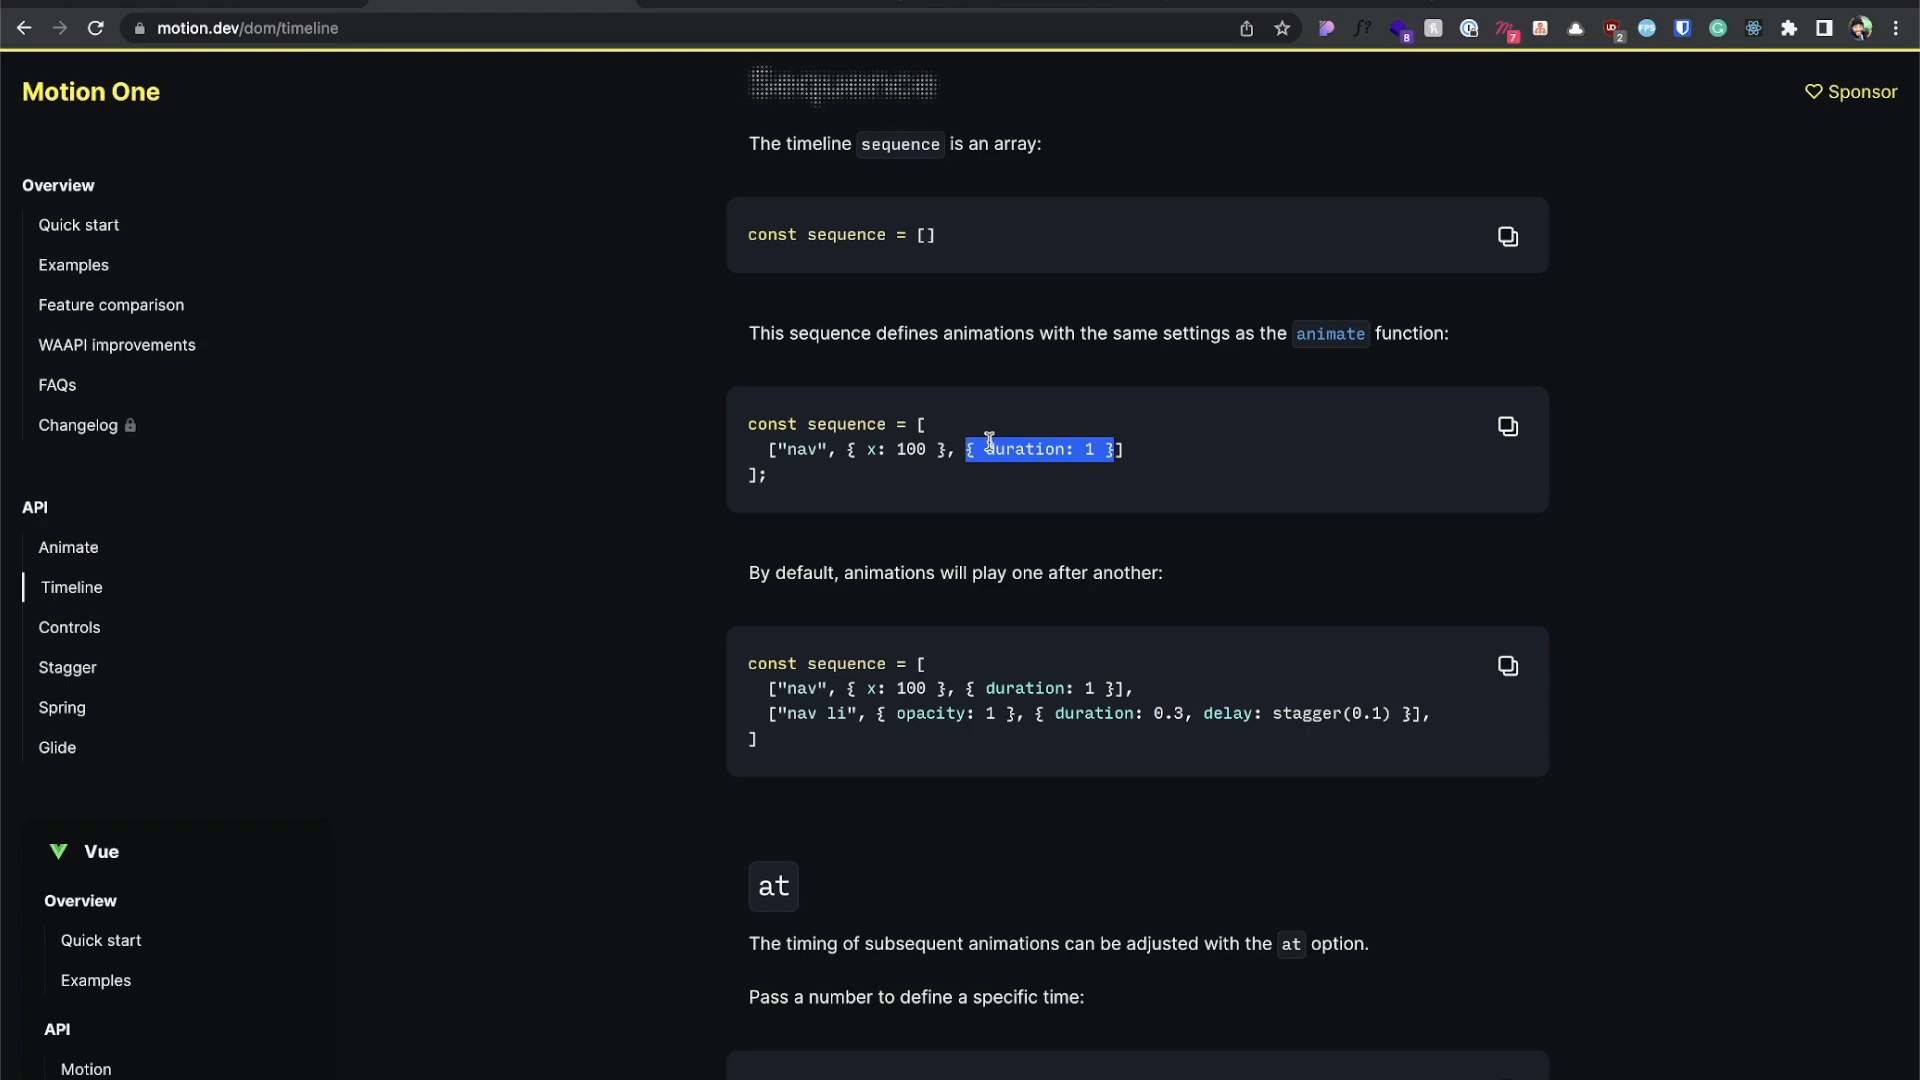 motion.dev/dom/timeline
8
7
2
Motion One
Sponsor
Overview
Quick start
Examples
Feature comparison
WAAPI improvements
FAQs
Changelog
API
Animate
Timeline
Controls
Stagger
Spring
Glide
Vue
Overview
Quick start
Examples
API
Motion
The timeline sequence is an array:
const sequence = []
This sequence defines animations with the same settings as the animate function:
const sequence = [
["nav", { x: 100 }, { duration: 1 }]
];
By default, animations will play one after another:
const sequence = [
["nav", { x: 100 }, { duration: 1 }],
["nav li", { opacity: 1 }, { duration: 0.3, delay: stagger(0.1) }],
]
at
The timing of subsequent animations can be adjusted with the at option.
Pass a number to define a specific time: